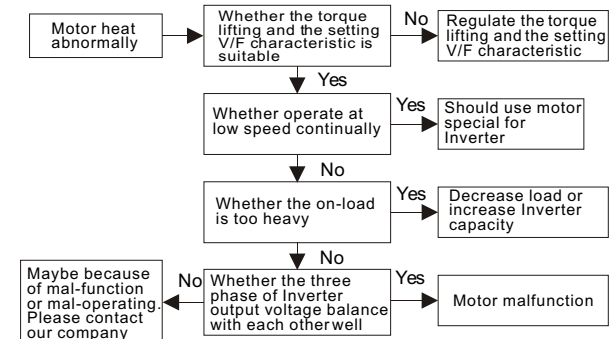 Motor heat
abnormally
Whether the torque
lifting and the setting
V/F characteristic is
suitable
No
Regulate the torque
lifting and the setting
V/F characteristic
Yes
Whether operate at
low speed continually
Yes
Should use motor
special for
Inverter
No
Whether the on-load
is too heavy
Yes
Decrease load or
increase Inverter
capacity
No
Maybe because
of mal-function
or mal-operating.
Please contact
our company
No
Whether the three
phase of Inverter
output voltage balance
with each otherwell
Yes
Motor malfunction